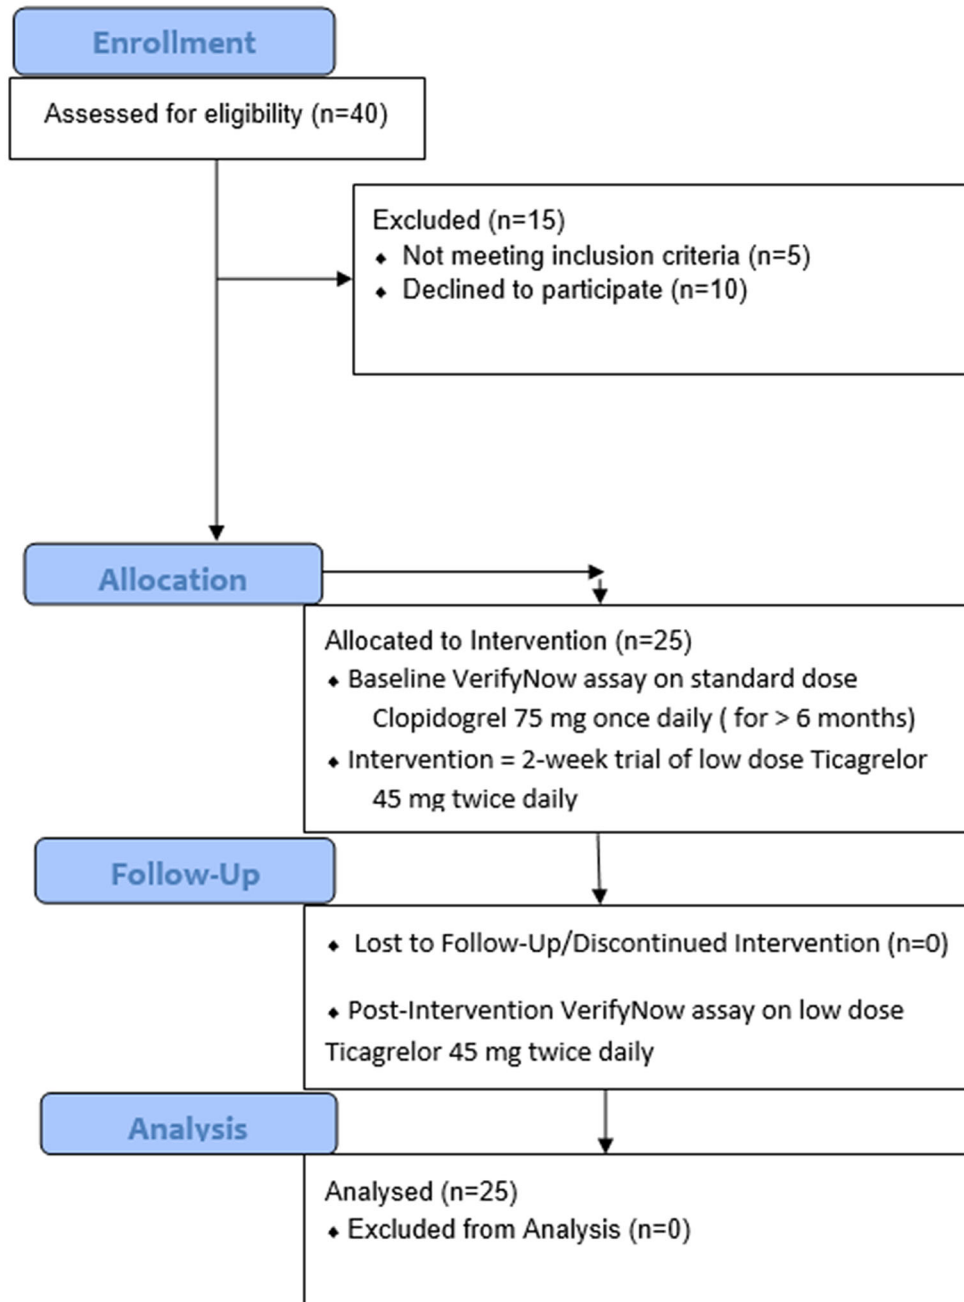 Enrollment
Assessed for eligibility (n=40)
Excluded (n=15)
⬥ Not meeting inclusion criteria (n=5)
⬥ Declined to participate (n=10)
Allocation
Allocated to Intervention (n=25)
⬥ Baseline VerifyNow assay on standard dose
Clopidogrel 75 mg once daily ( for > 6 months)
⬥ Intervention = 2-week trial of low dose Ticagrelor
45 mg twice daily
Follow-Up
⬥ Lost to Follow-Up/Discontinued Intervention (n=0)
⬥ Post-Intervention VerifyNow assay on low dose
Ticagrelor 45 mg twice daily
Analysis
Analysed (n=25)
⬥ Excluded from Analysis (n=0)